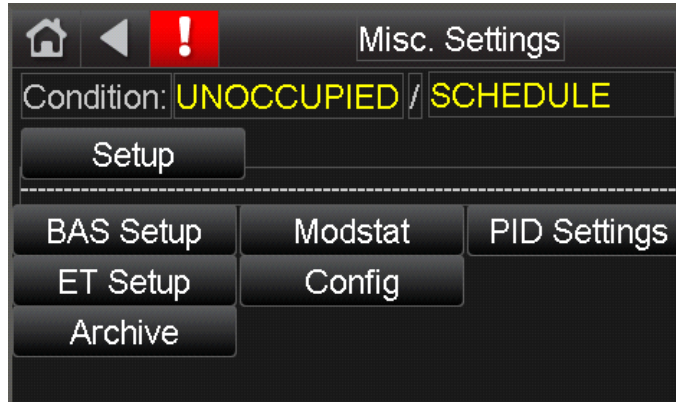 ! Misc. Settings
Condition: UNOCCUPIED / SCHEDULE
Setup
BAS Setup Modstat PID Settings
ET Setup Config
Archive